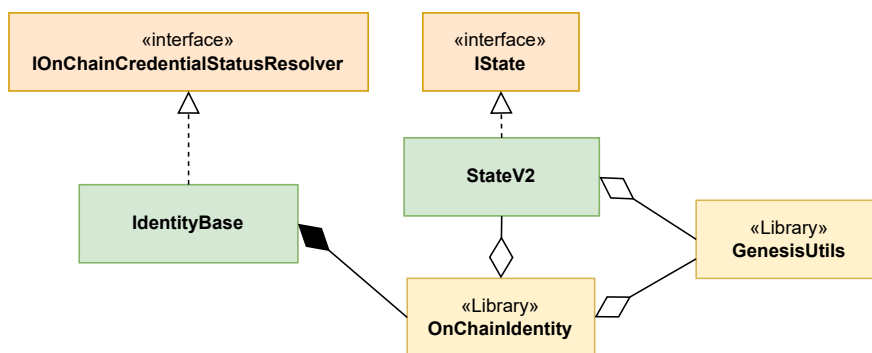 «interface»
IOnChainCredentialStatusResolver
«interface»
IState
StateV2
IdentityBase
«Library»
GenesisUtils
«Library»
OnChainIdentity